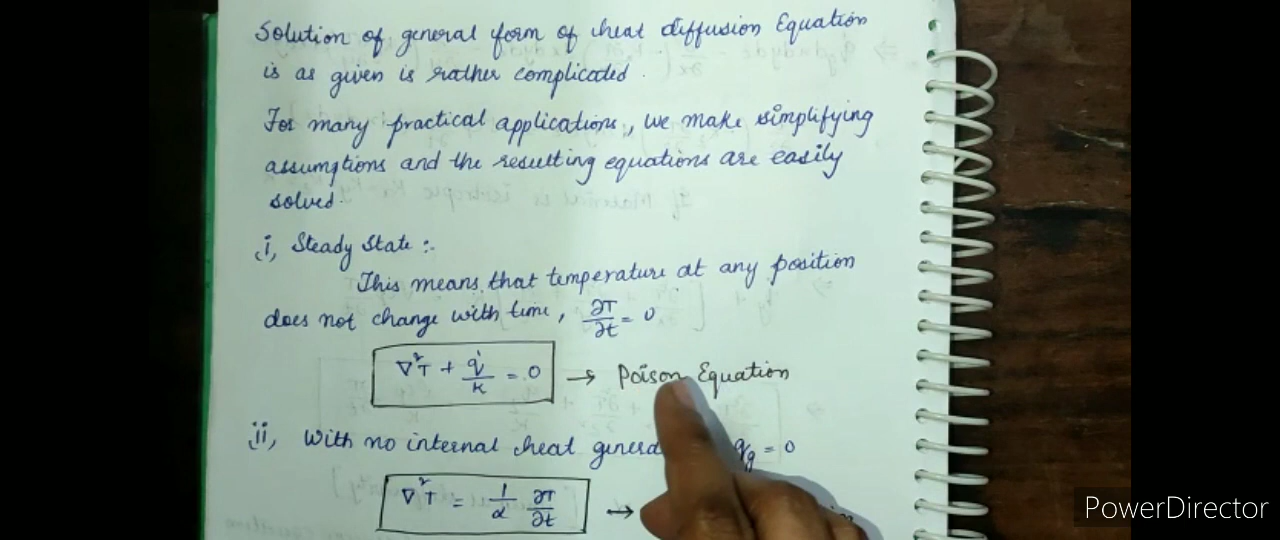 Solution of general form of heat diffusion Equation
is as given is rather complicated.
For many practical applications, we make simplifying
assumptions and the resulting equations are easily
solved.
i, Steady State :-
This means that temperature at any position
does not change with time, ∂T/∂t = 0
∇²T + q̇/k = 0 → Poison Equation
ii, With no internal heat genera q_g = 0
∇²T = 1/α ∂T/∂t →
PowerDirector